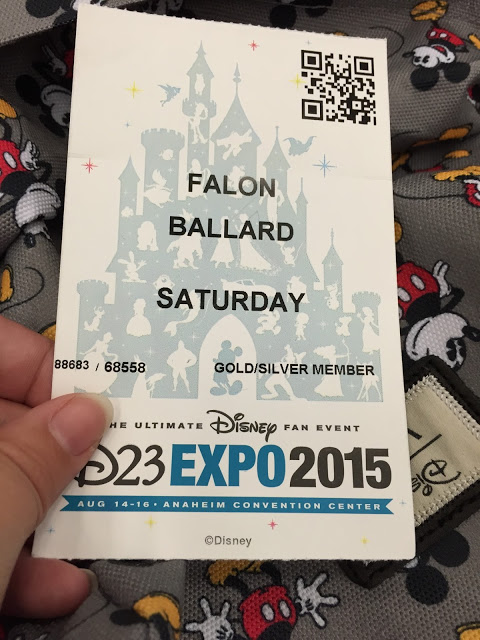 FALON
BALLARD
SATURDAY
88683 / 68558 GOLD/SILVER MEMBER
HE ULTIMATE Disney FAN EVENT
D23 EXPO 2015
AUG 14-16 • ANAHEIM CONVENTION CENTER
©Disney